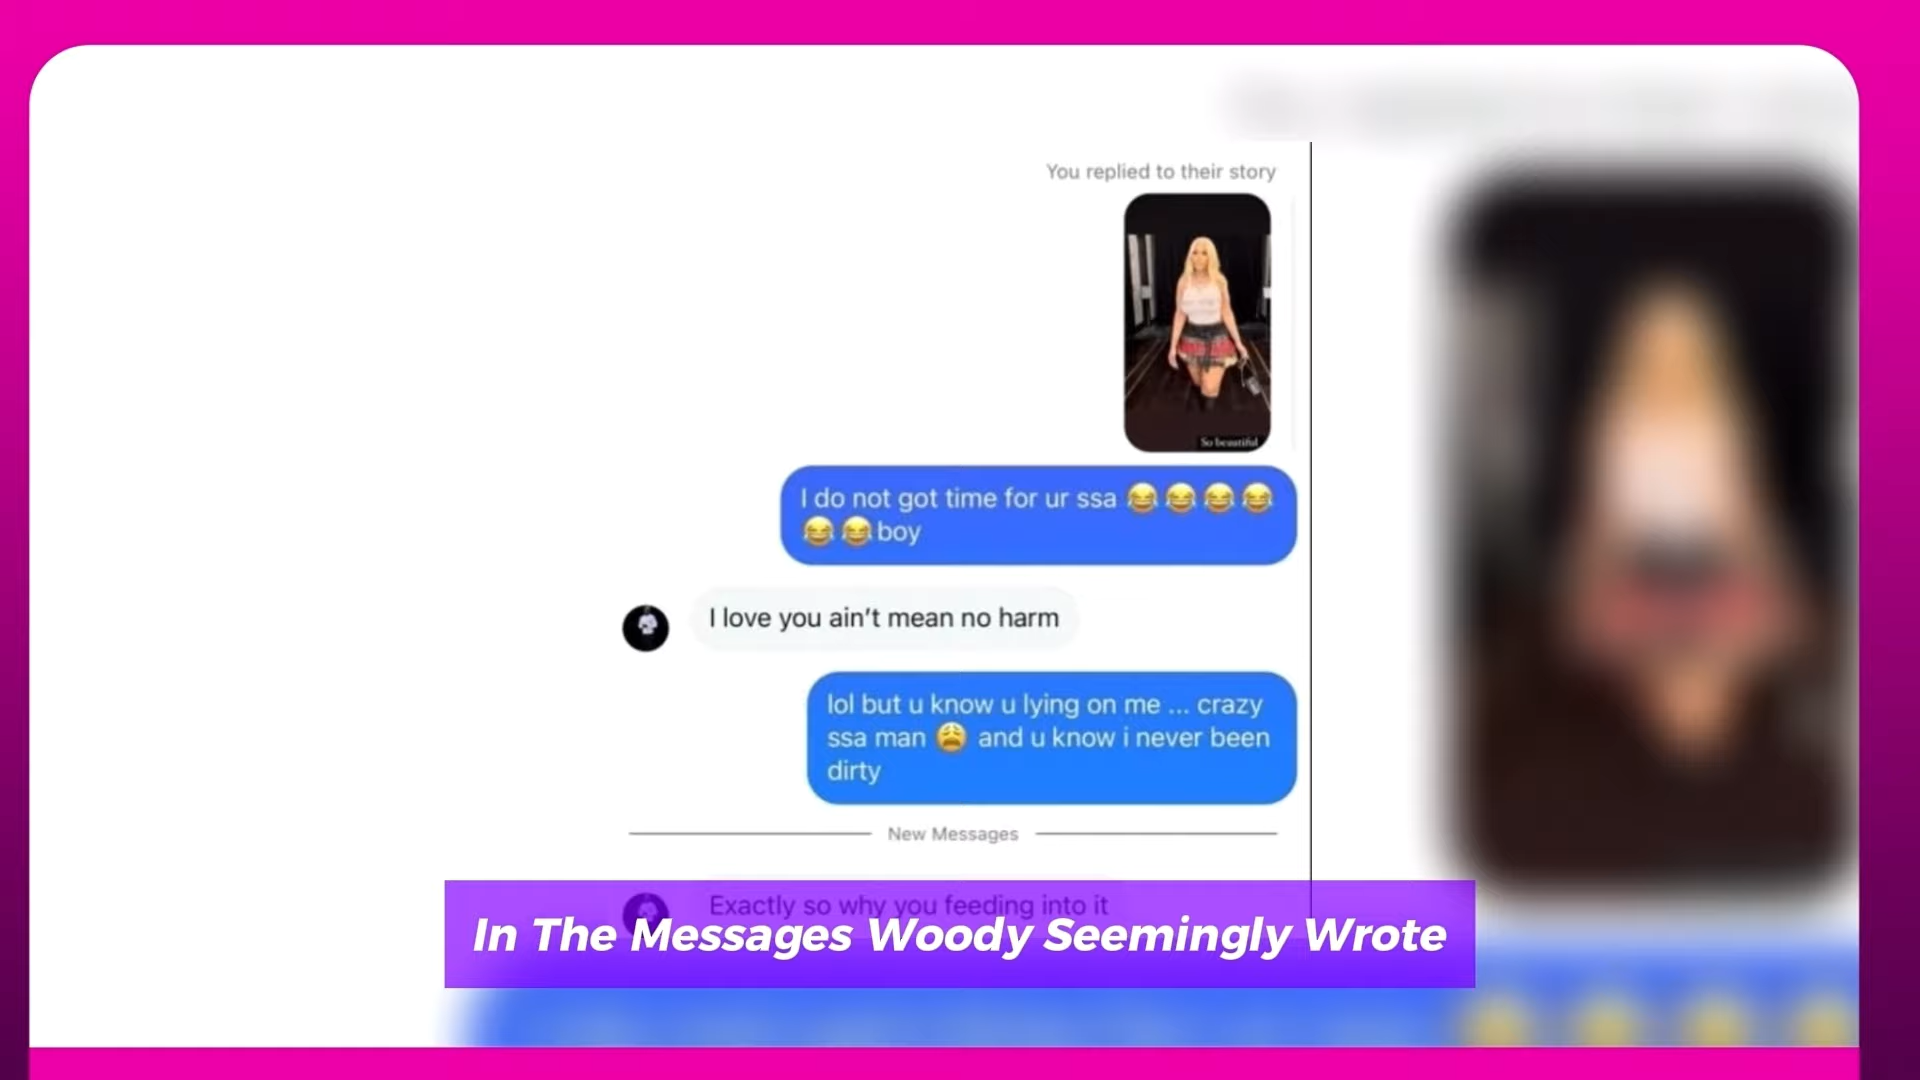 You replied to their story
So beautiful
I do not got time for ur ssa 😂😂😂😂
😂😂boy
I love you ain't mean no harm
lol but u know u lying on me ... crazy
ssa man 😩 and u know i never been
dirty
New Messages
Exactly so why you feeding into it
In The Messages Woody Seemingly Wrote